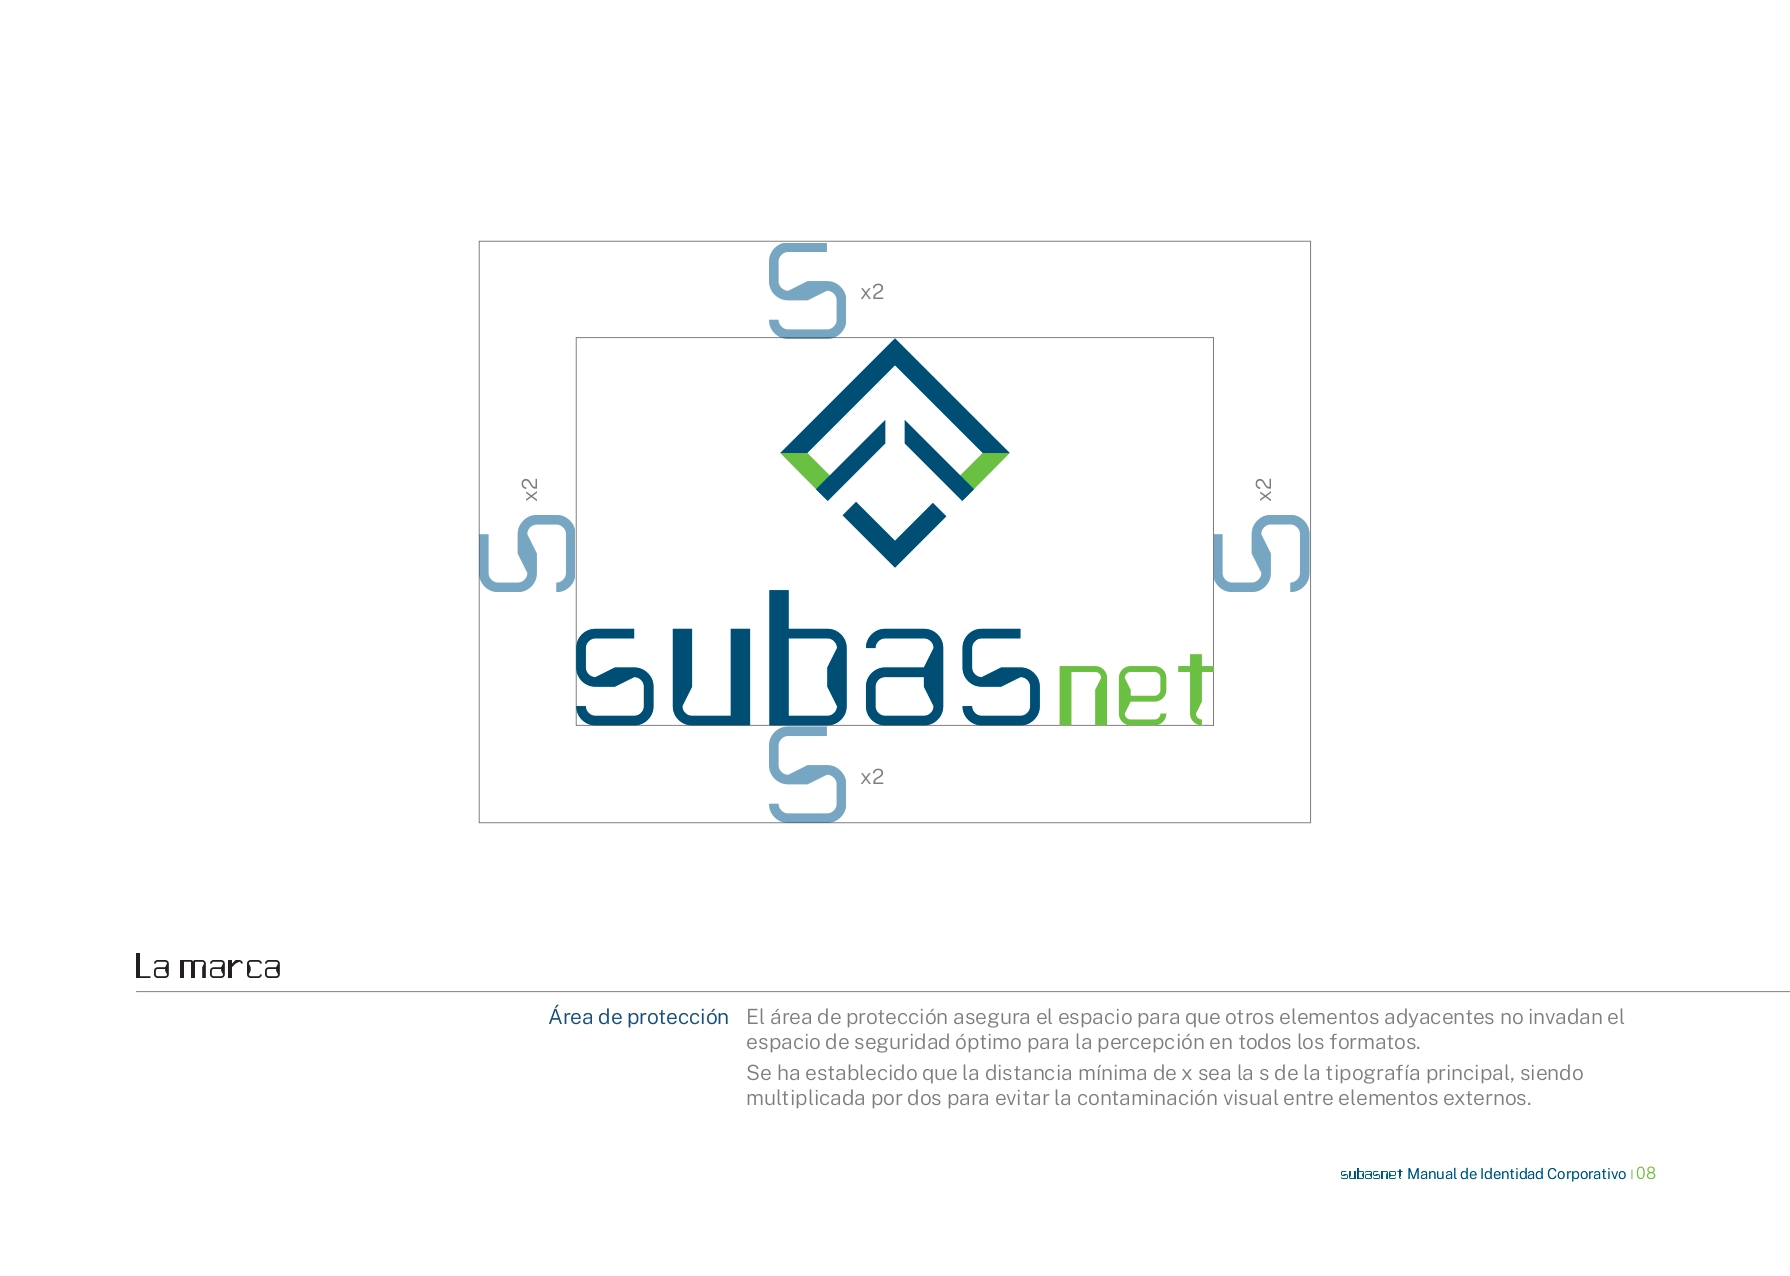 S x2
x2
S
x2
S
subasnet
S x2
La marca
Área de protección
El área de protección asegura el espacio para que otros elementos adyacentes no invadan el
espacio de seguridad óptimo para la percepción en todos los formatos.
Se ha establecido que la distancia mínima de x sea la s de la tipografía principal, siendo
multiplicada por dos para evitar la contaminación visual entre elementos externos.
subasnet Manual de Identidad Corporativo | 08